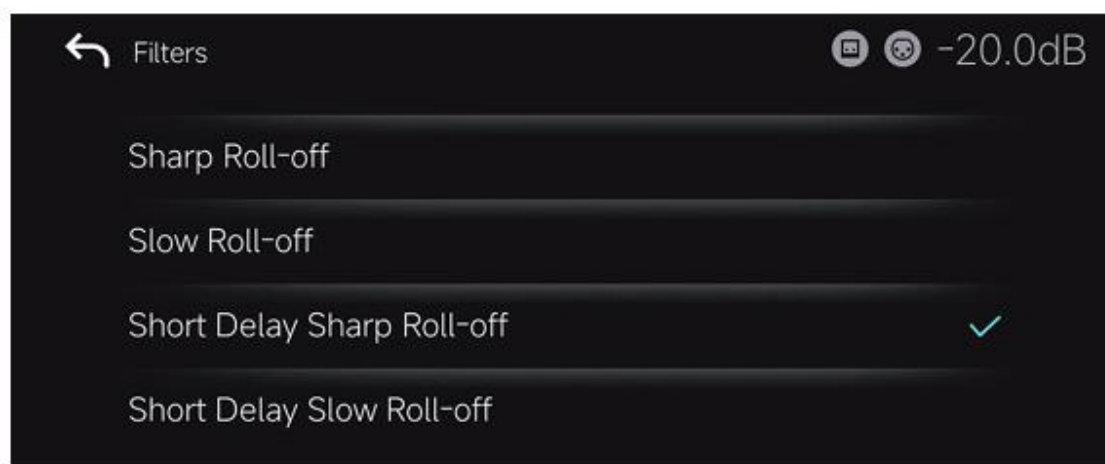 Filters
-20.0dB
Sharp Roll-off
Slow Roll-off
Short Delay Sharp Roll-off
Short Delay Slow Roll-off